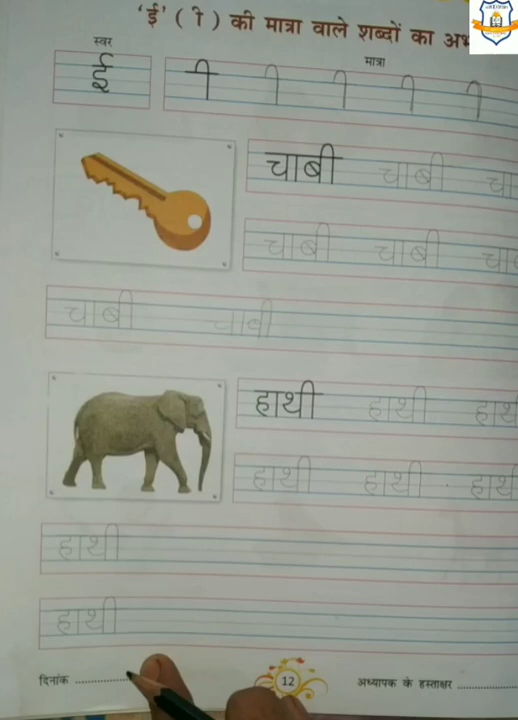 'ई' ( ी ) की मात्रा वाले शब्दों का
स्वर
मात्रा
ई ी ी ी ी ी
चाबी चाबी चा
चाबी चाबी चा
चाबी चाबी
हाथी हाथी हाथी
हाथी हाथी हाथी
हाथी
हाथी
दिनांक ..............
12
अध्यापक के हस्ताक्षर ..............